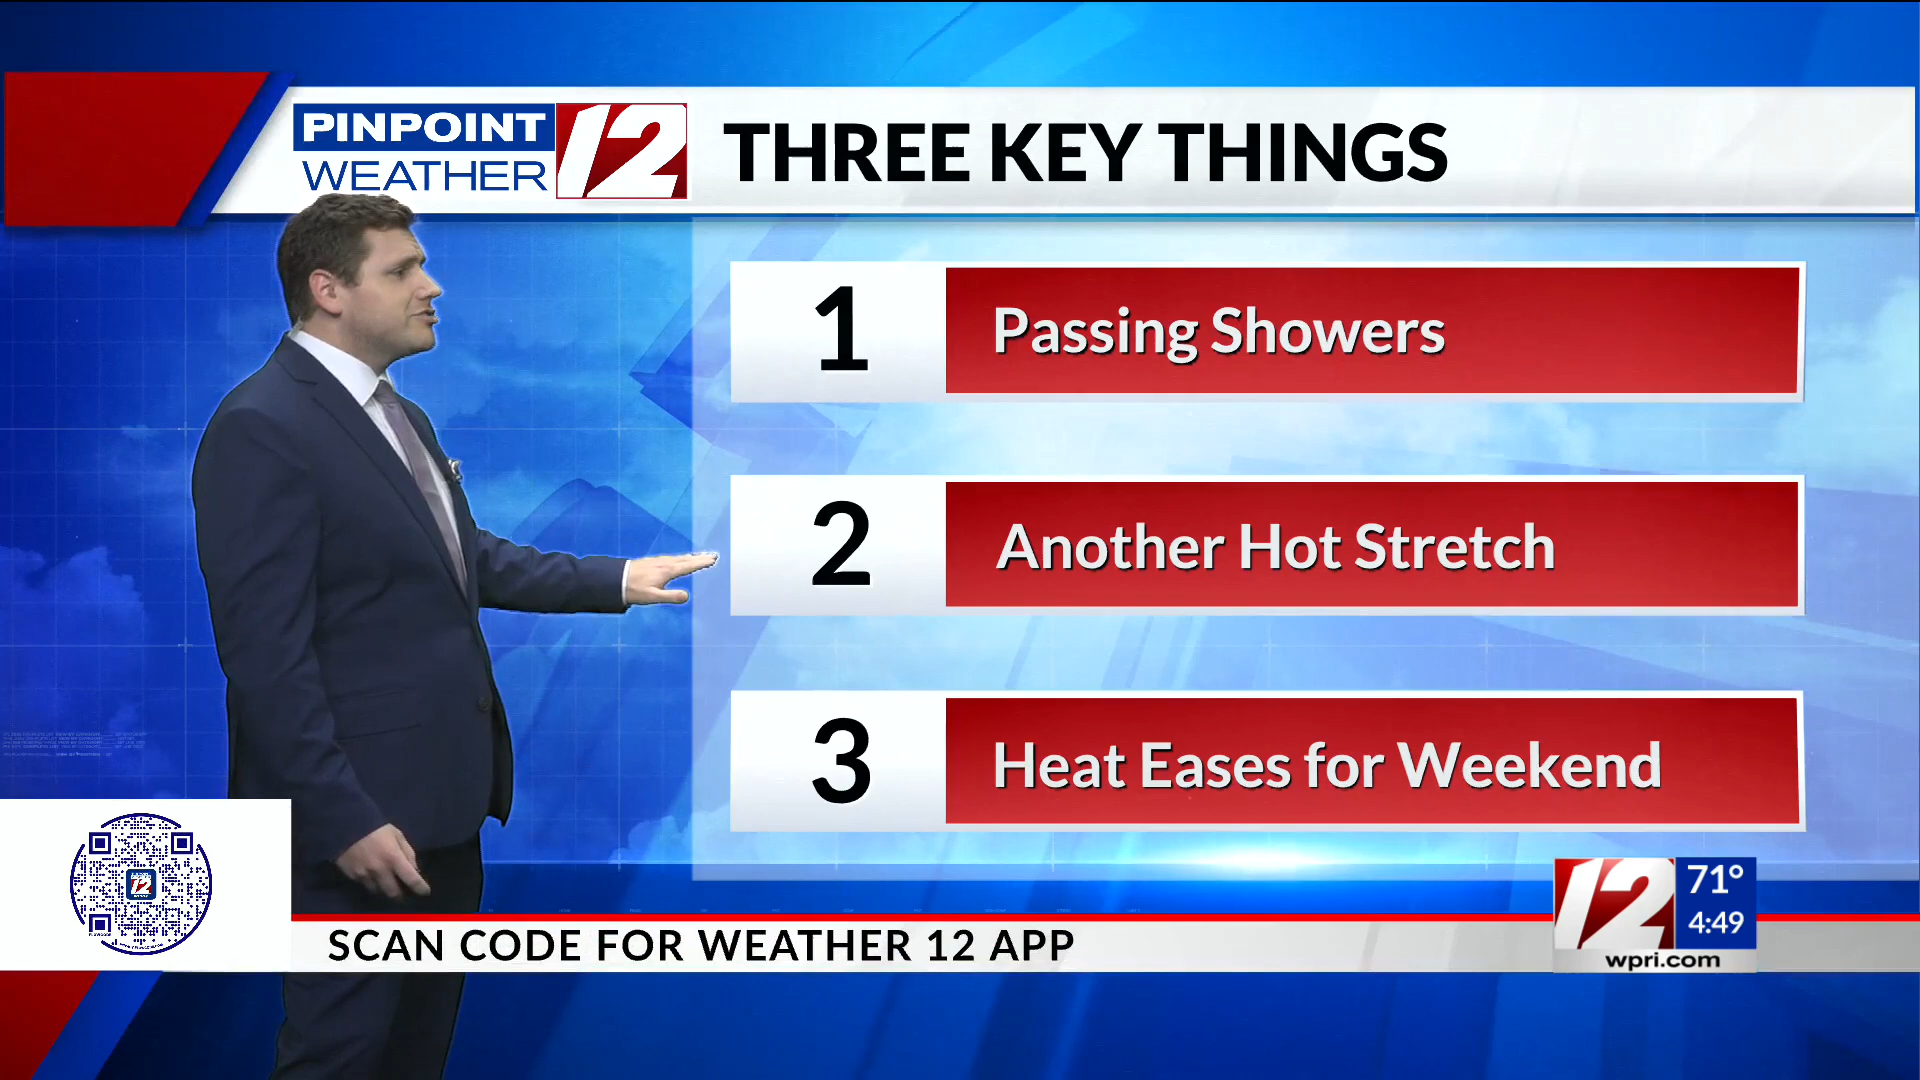 PINPOINT
WEATHER
12
THREE KEY THINGS
1
Passing Showers
2
Another Hot Stretch
3
Heat Eases for Weekend
12
71°
4:49
wpri.com
12
SCAN CODE FOR WEATHER 12 APP